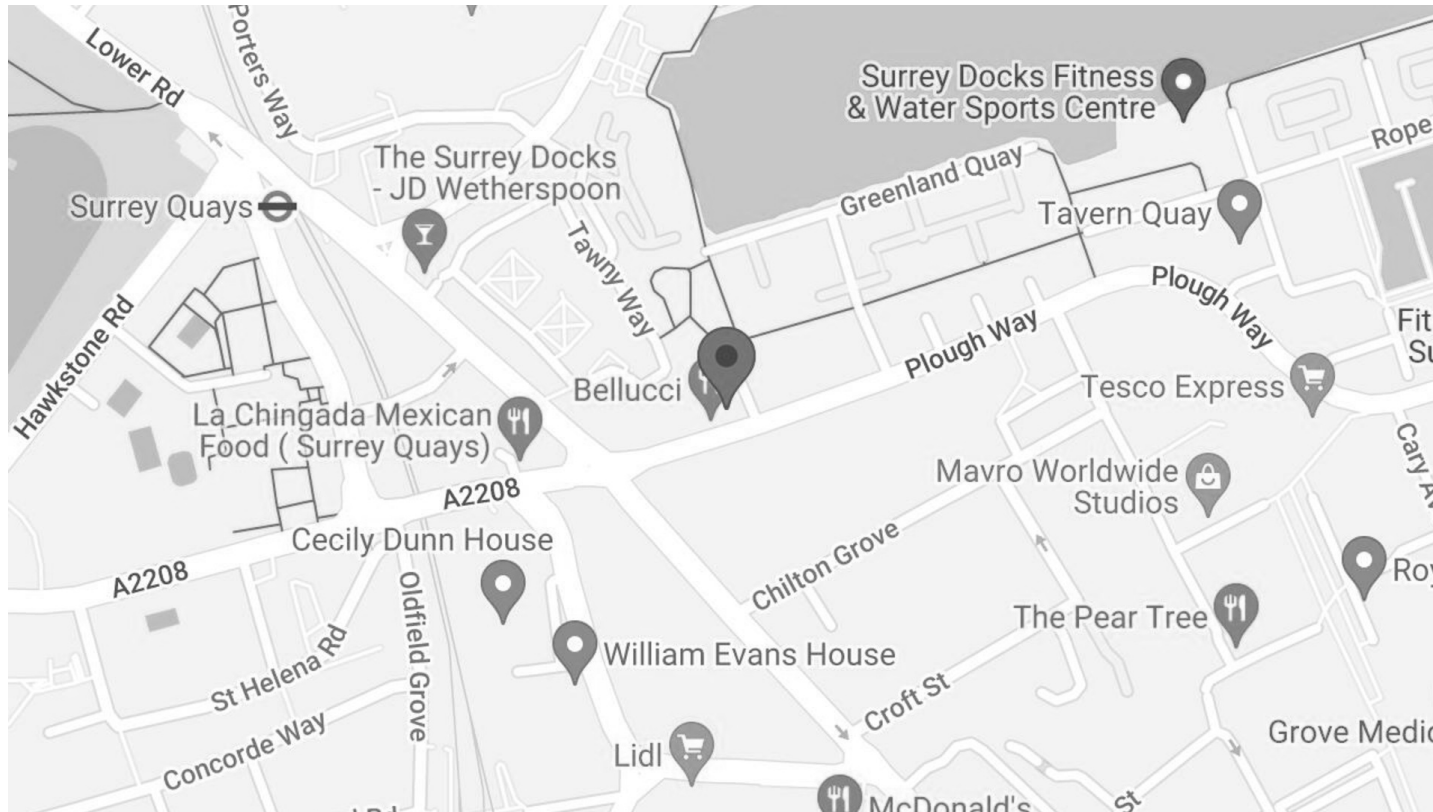 Lower Rd
Porters Way
Surrey Docks Fitness
& Water Sports Centre
Rope
The Surrey Docks
- JD Wetherspoon
Greenland Quay
Surrey Quays
Tavern Quay
Tawny Way
Plough Way
Hawkstone Rd
Plough Way
Fit
Su
Bellucci
Tesco Express
La Chingada Mexican
Food ( Surrey Quays)
Cary Av
Mavro Worldwide
Studios
A2208
Cecily Dunn House
Chilton Grove
A2208
Roy
Oldfield Grove
The Pear Tree
St Helena Rd
William Evans House
Croft St
Concorde Way
Lidl
Grove Medic
McDonald's
St
Rd